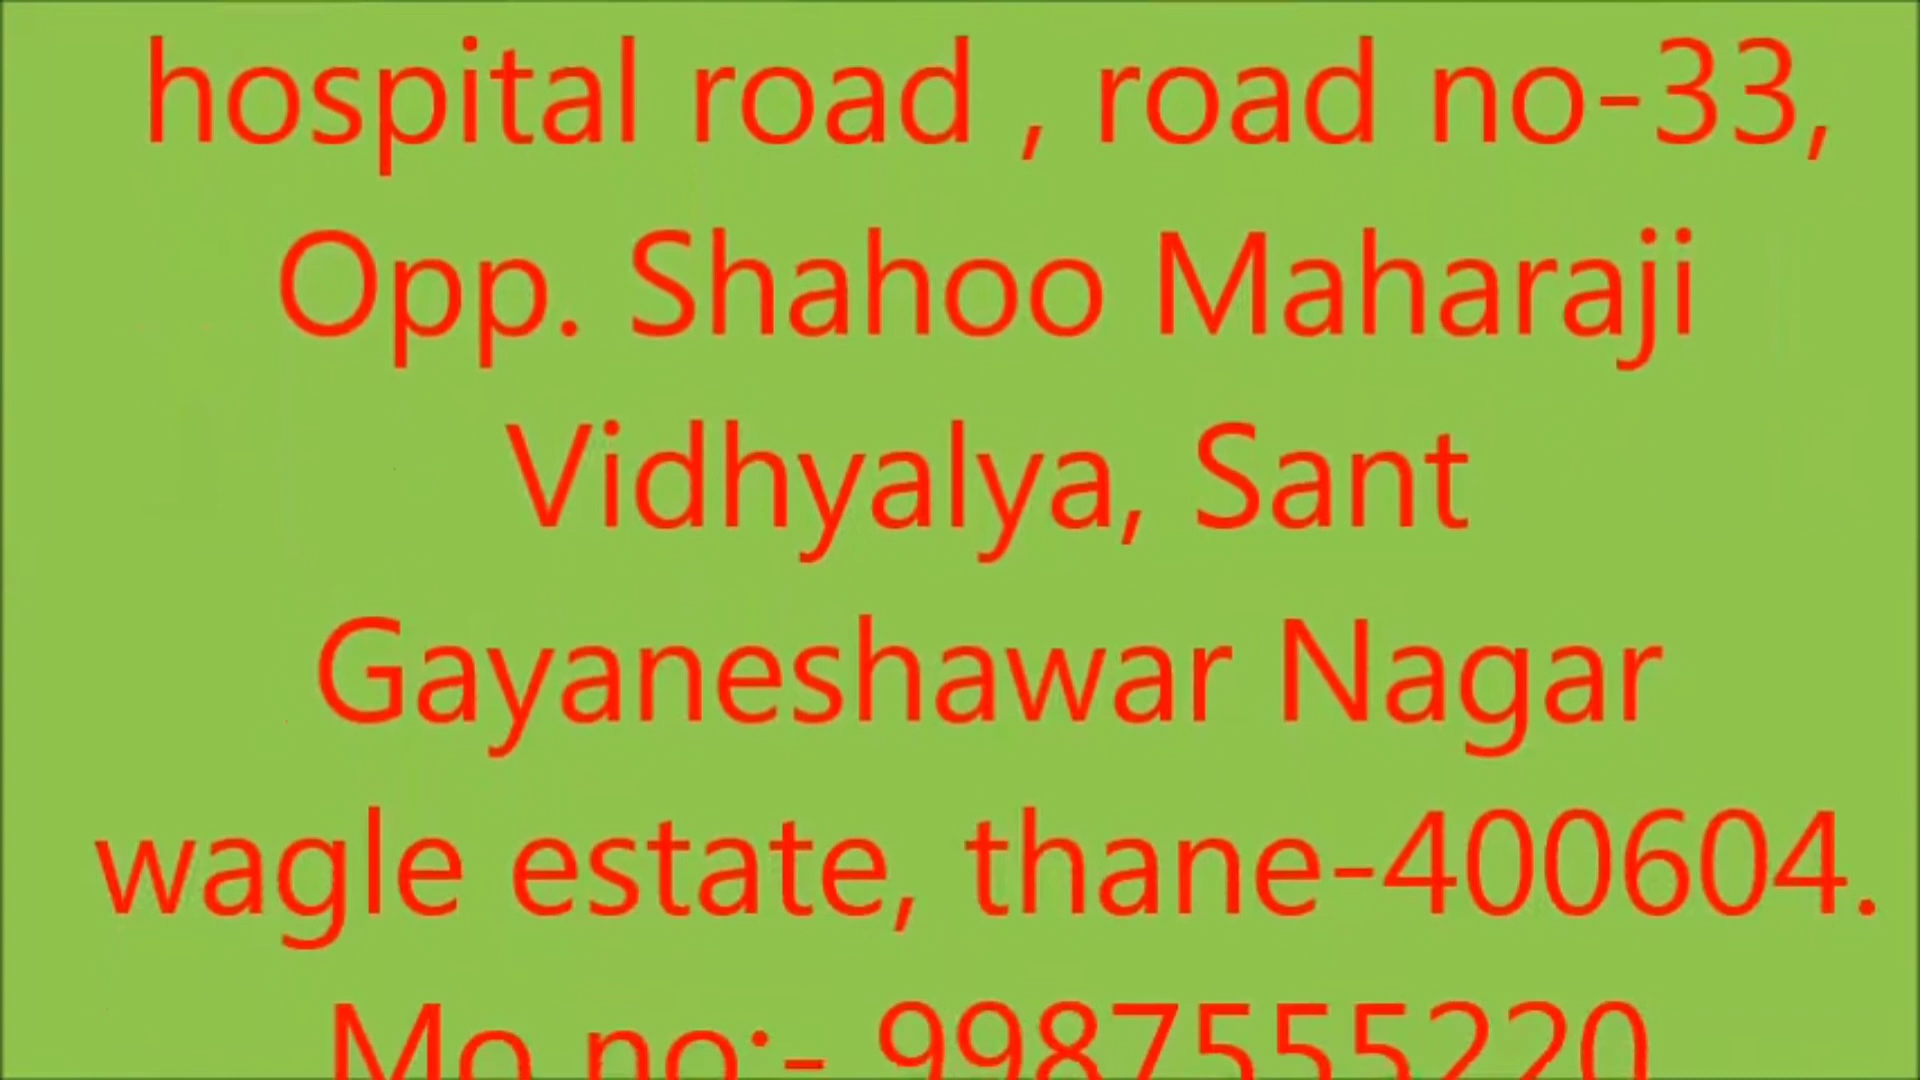 hospital road , road no-33,
Opp. Shahoo Maharaji
Vidhyalya, Sant
Gayaneshawar Nagar
wagle estate, thane-400604.
Mo no:- 9987555220